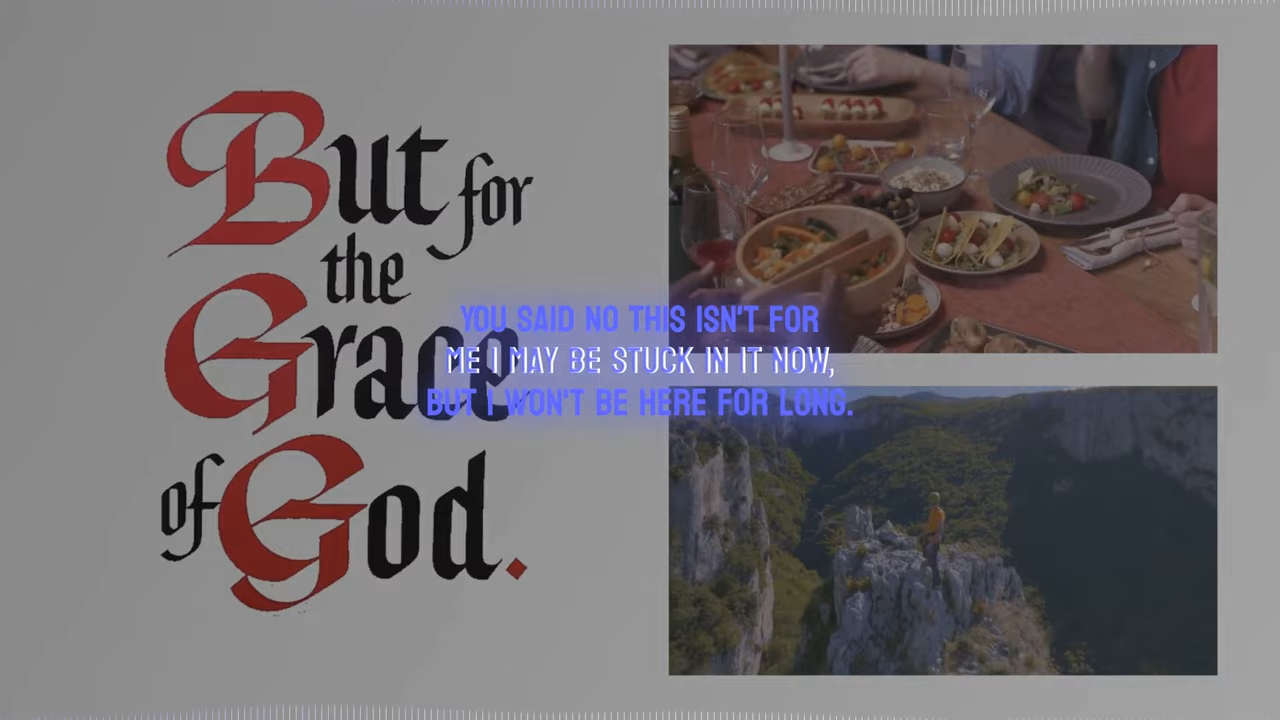 But for
the
Grace
of God.
YOU SAID NO THIS ISN'T FOR
ME I MAY BE STUCK IN IT NOW,
BUT I WON'T BE HERE FOR LONG.